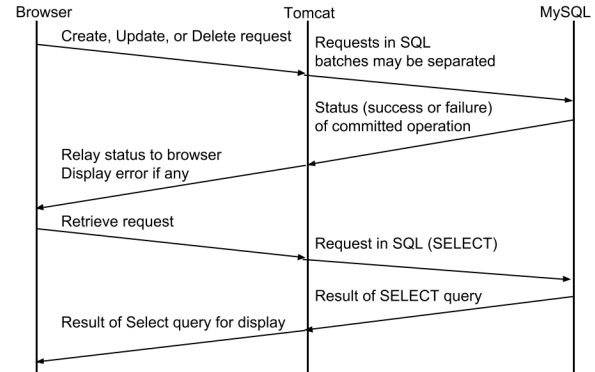 Browser
Tomcat
MySQL
Create, Update, or Delete request
Requests in SQL
batches may be separated
Status (success or failure)
of committed operation
Relay status to browser
Display error if any
Retrieve request
Request in SQL (SELECT)
Result of SELECT query
Result of Select query for display